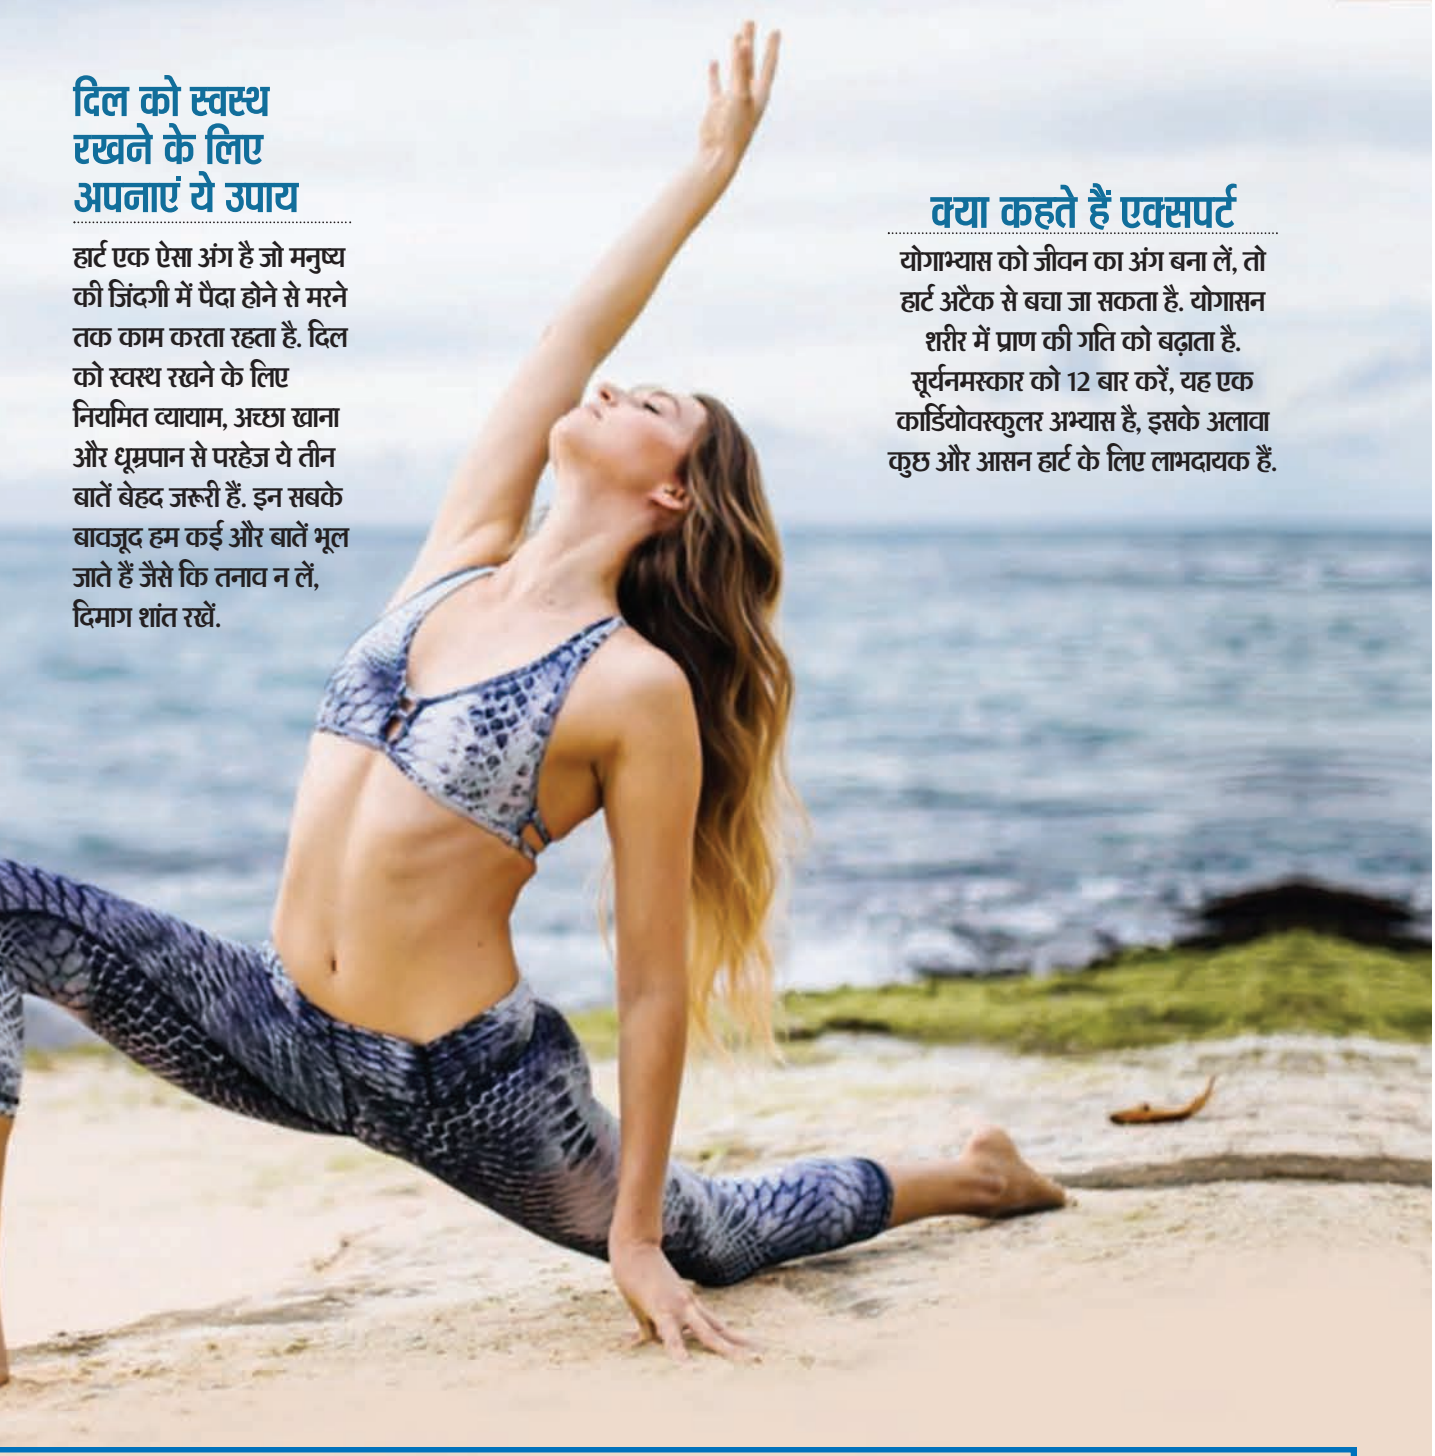 दिल को स्वस्थ
रखने के लिए
अपनाएं ये उपाय
हार्ट एक ऐसा अंग है जो मनुष्य
की जिंदगी में पैदा होने से मरने
तक काम करता रहता है. दिल
को स्वस्थ रखने के लिए
नियमित व्यायाम, अच्छा खाना
और धूम्रपान से परहेज ये तीन
बातें बेहद जरूरी हैं. इन सबके
बावजूद हम कई और बातें भूल
जाते हैं जैसे कि तनाव न लें,
दिमाग शांत रखें.
क्या कहते हैं एक्सपर्ट
योगाभ्यास को जीवन का अंग बना लें, तो
हार्ट अटैक से बचा जा सकता है. योगासन
शरीर में प्राण की गति को बढ़ाता है.
सूर्यनमस्कार को 12 बार करें, यह एक
कार्डियोवस्कुलर अभ्यास है, इसके अलावा
कुछ और आसन हार्ट के लिए लाभदायक हैं.